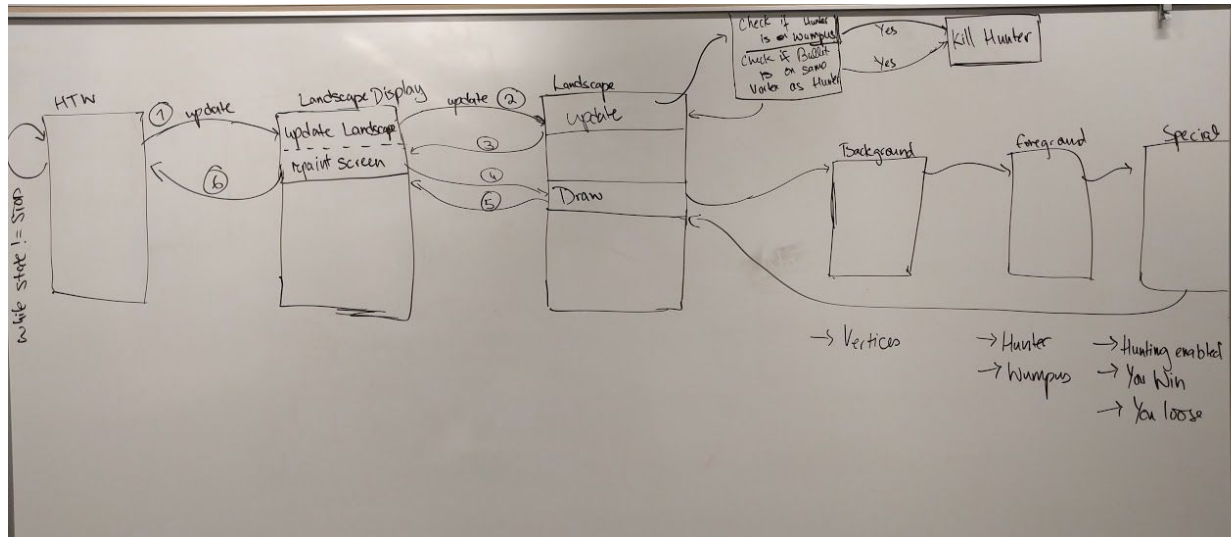 HTW
while state != STOP
① update
⑥
Landscape Display
update Landscape
repaint screen
update ②
③
④
⑤
Landscape
update
Draw
Check if Hunter
is @ Wumpus
Check if Bullet
is on same
Vertex as Hunter
Yes
Yes
Kill Hunter
Background
→ Vertices
foreground
→ Hunter
→ Wumpus
Special
→ Hunting enabled
→ You Win
→ You loose